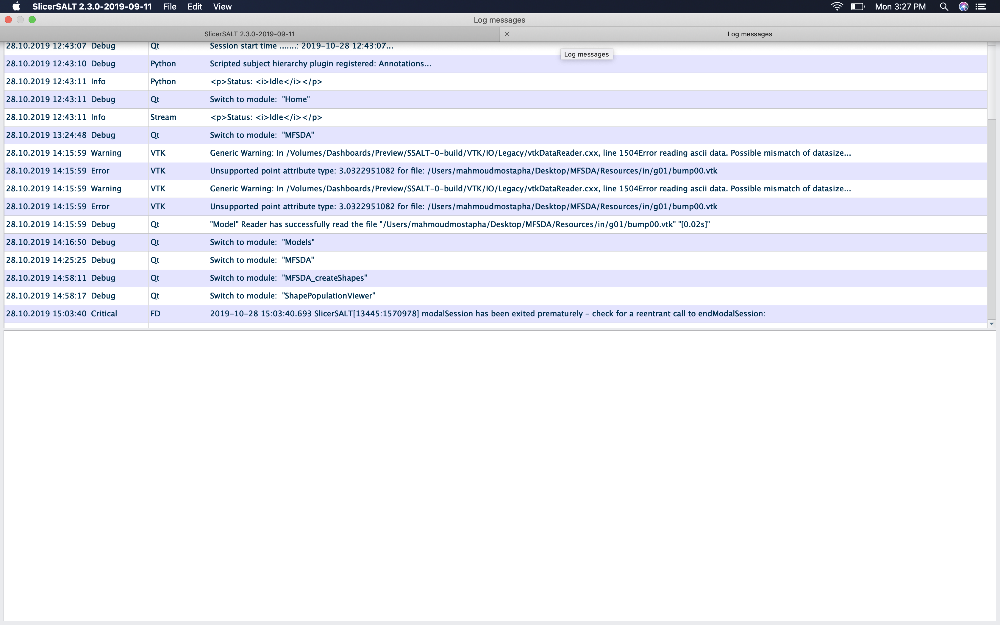 SlicerSALT 2.3.0-2019-09-11 File Edit View Mon 3:27 PM
Log messages
SlicerSALT 2.3.0-2019-09-11 Log messages
28.10.2019 12:43:07 Debug Qt Session start time .......: 2019-10-28 12:43:07...
Log messages
28.10.2019 12:43:10 Debug Python Scripted subject hierarchy plugin registered: Annotations...
28.10.2019 12:43:11 Info Python <p>Status: <i>Idle</i></p>
28.10.2019 12:43:11 Debug Qt Switch to module:  "Home"
28.10.2019 12:43:11 Info Stream <p>Status: <i>Idle</i></p>
28.10.2019 13:24:48 Debug Qt Switch to module:  "MFSDA"
28.10.2019 14:15:59 Warning VTK Generic Warning: In /Volumes/Dashboards/Preview/SSALT-0-build/VTK/IO/Legacy/vtkDataReader.cxx, line 1504Error reading ascii data. Possible mismatch of datasize...
28.10.2019 14:15:59 Error VTK Unsupported point attribute type: 3.0322951082 for file: /Users/mahmoudmostapha/Desktop/MFSDA/Resources/in/g01/bump00.vtk
28.10.2019 14:15:59 Warning VTK Generic Warning: In /Volumes/Dashboards/Preview/SSALT-0-build/VTK/IO/Legacy/vtkDataReader.cxx, line 1504Error reading ascii data. Possible mismatch of datasize...
28.10.2019 14:15:59 Error VTK Unsupported point attribute type: 3.0322951082 for file: /Users/mahmoudmostapha/Desktop/MFSDA/Resources/in/g01/bump00.vtk
28.10.2019 14:15:59 Debug Qt "Model" Reader has successfully read the file "/Users/mahmoudmostapha/Desktop/MFSDA/Resources/in/g01/bump00.vtk" "[0.02s]"
28.10.2019 14:16:50 Debug Qt Switch to module:  "Models"
28.10.2019 14:25:25 Debug Qt Switch to module:  "MFSDA"
28.10.2019 14:58:11 Debug Qt Switch to module:  "MFSDA_createShapes"
28.10.2019 14:58:17 Debug Qt Switch to module:  "ShapePopulationViewer"
28.10.2019 15:03:40 Critical FD 2019-10-28 15:03:40.693 SlicerSALT[13445:1570978] modalSession has been exited prematurely - check for a reentrant call to endModalSession: